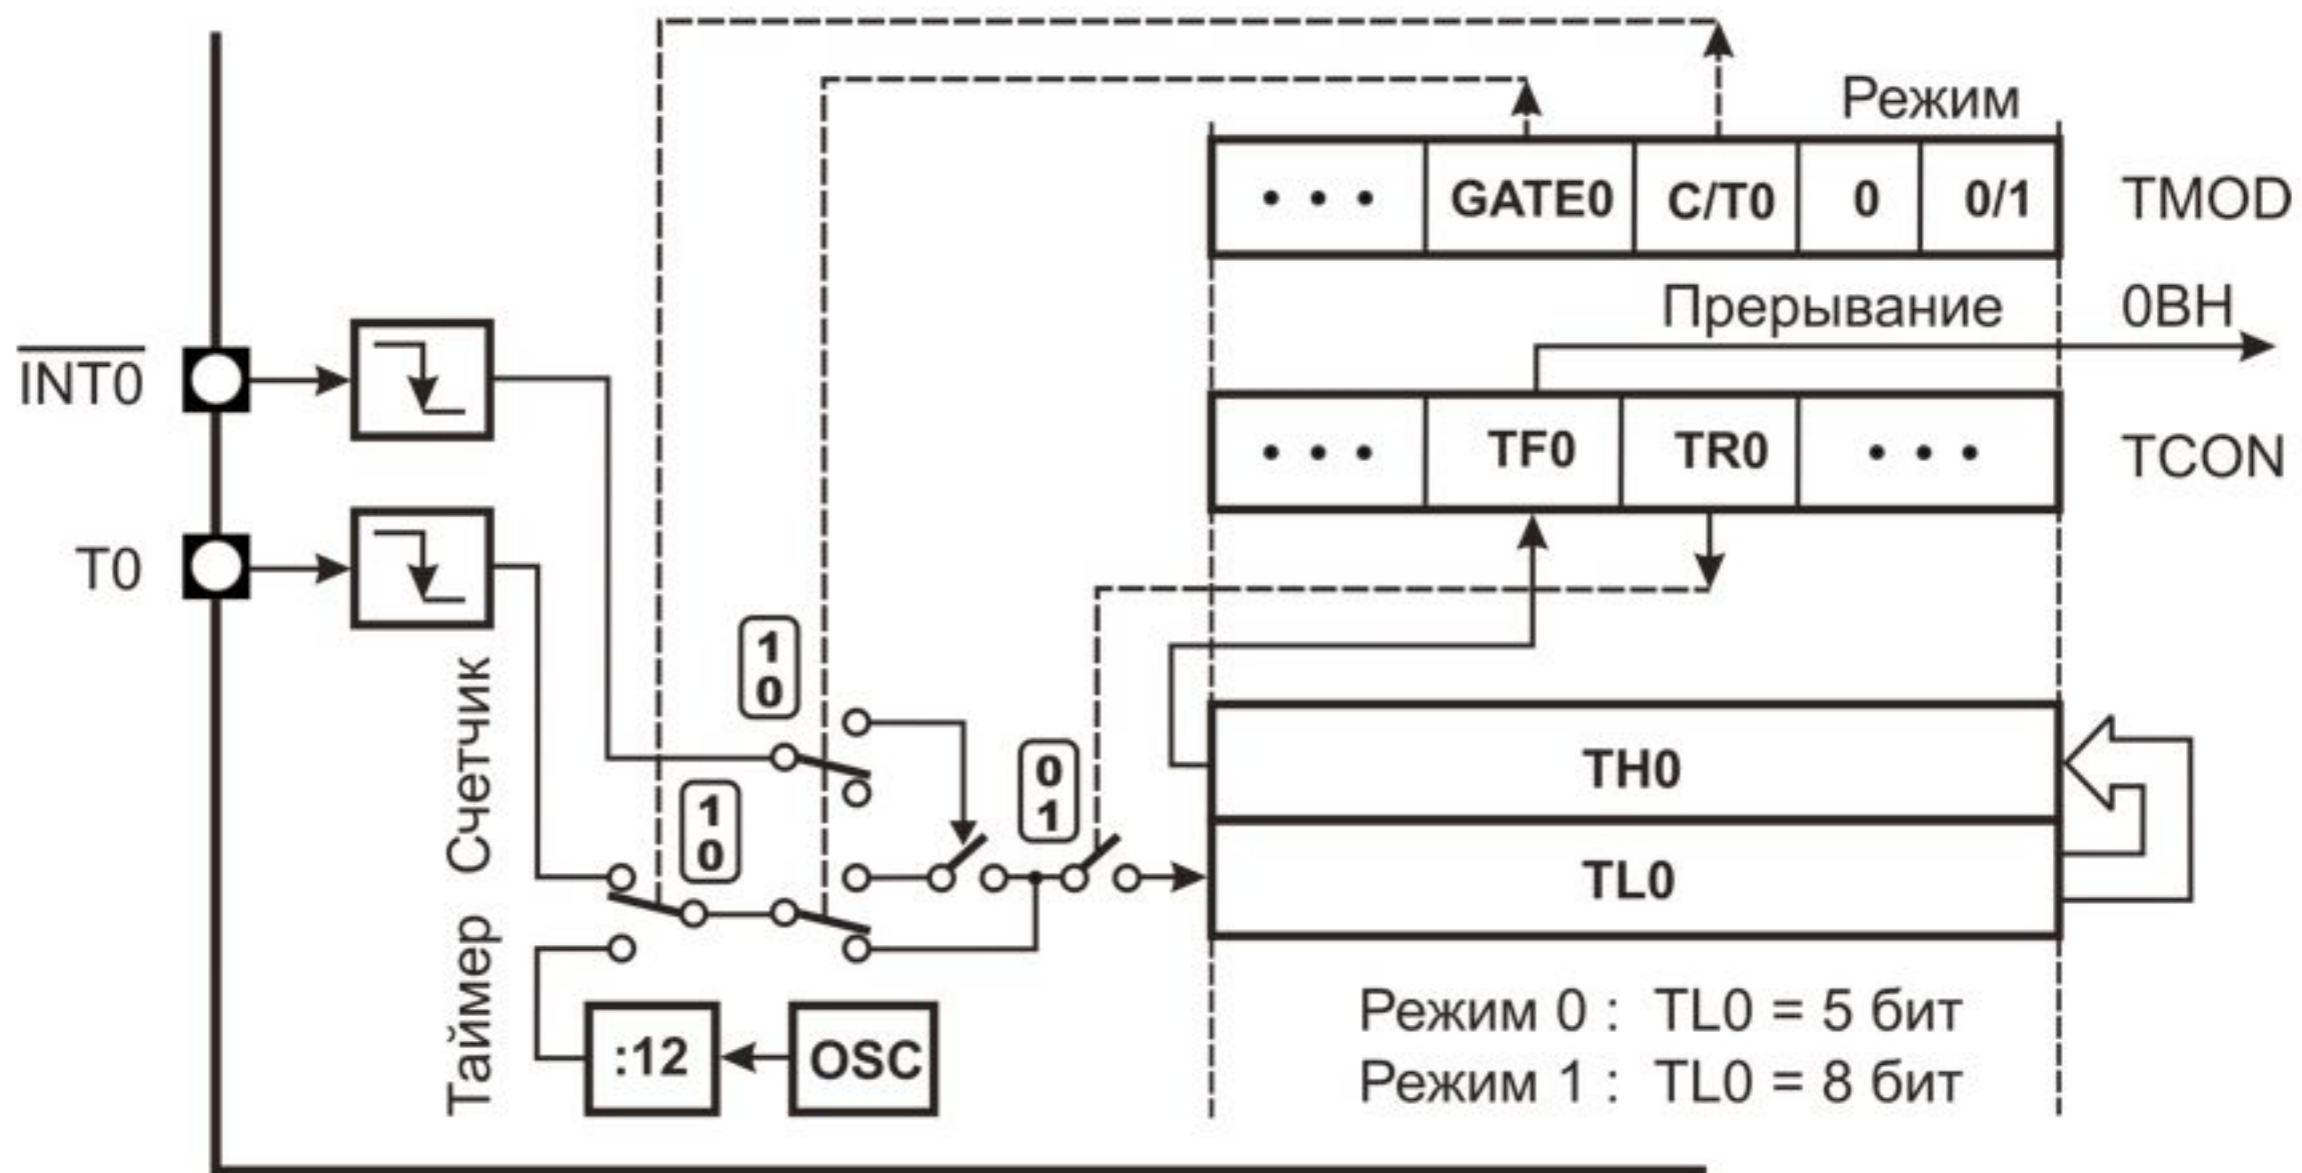 Режим
• • • GATE0 C/T0 0 0/1 TMOD
Прерывание 0BH
INT0
• • • TF0 TR0 • • • TCON
T0
1
0
Счетчик
Таймер
0
1
TH0
1
0
TL0
:12
OSC
Режим 0 : TL0 = 5 бит
Режим 1 : TL0 = 8 бит